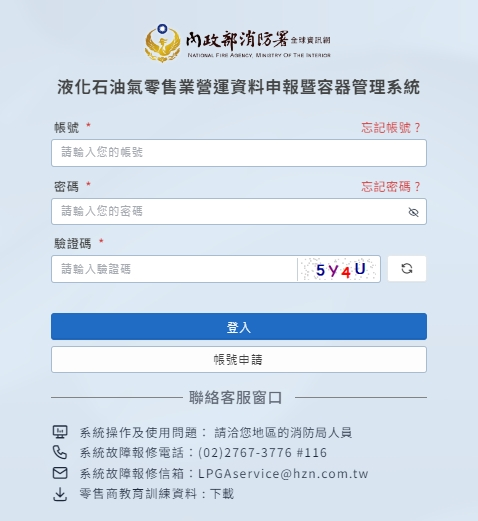 內政部消防署全球資訊網
NATIONAL FIRE AGENCY, MINISTRY OF THE INTERIOR
液化石油氣零售業營運資料申報暨容器管理系統
帳號 * 忘記帳號？
請輸入您的帳號
密碼 * 忘記密碼？
請輸入您的密碼
驗證碼 *
請輸入驗證碼 5Y4U
登入
帳號申請
聯絡客服窗口
系統操作及使用問題： 請洽您地區的消防局人員
系統故障報修電話：(02)2767-3776 #116
系統故障報修信箱：LPGAservice@hzn.com.tw
零售商教育訓練資料：下載